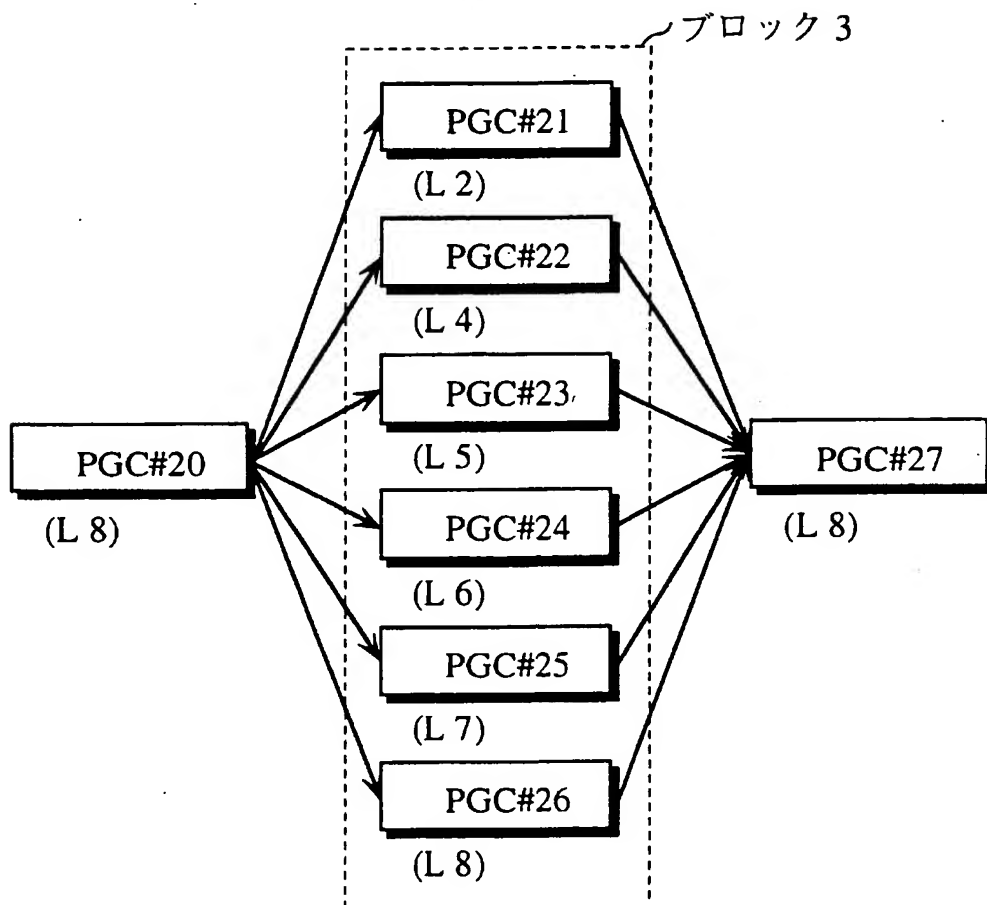 ブロック 3
PGC#21
(L 2)
PGC#22
(L 4)
PGC#23
(L 5)
PGC#20
(L 8)
PGC#27
(L 8)
PGC#24
(L 6)
PGC#25
(L 7)
PGC#26
(L 8)